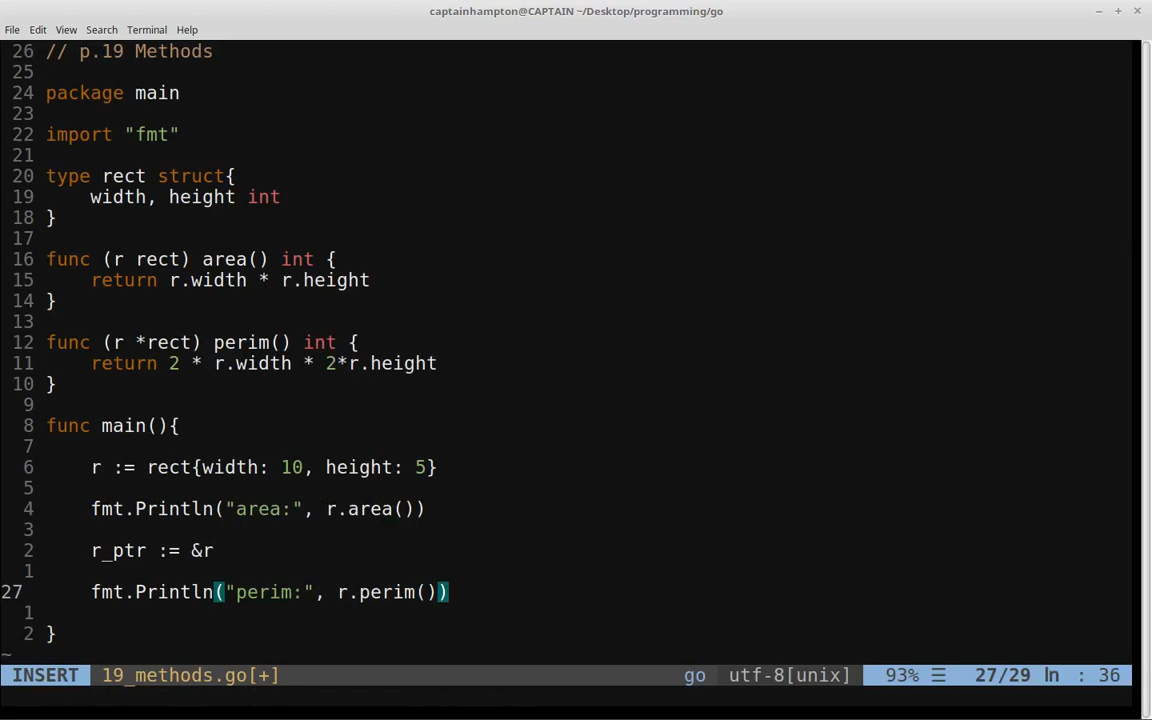 captainhampton@CAPTAIN ~/Desktop/programming/go
File Edit View Search Terminal Help
26 // p.19 Methods
25
24 package main
23
22 import "fmt"
21
20 type rect struct{
19     width, height int
18 }
17
16 func (r rect) area() int {
15     return r.width * r.height
14 }
13
12 func (r *rect) perim() int {
11     return 2 * r.width * 2*r.height
10 }
9
8 func main(){
7
6     r := rect{width: 10, height: 5}
5
4     fmt.Println("area:", r.area())
3
2     r_ptr := &r
1
27     fmt.Println("perim:", r.perim())
1
2 }
~
INSERT 19_methods.go[+] go utf-8[unix] 93% ☰ 27/29 ln : 36